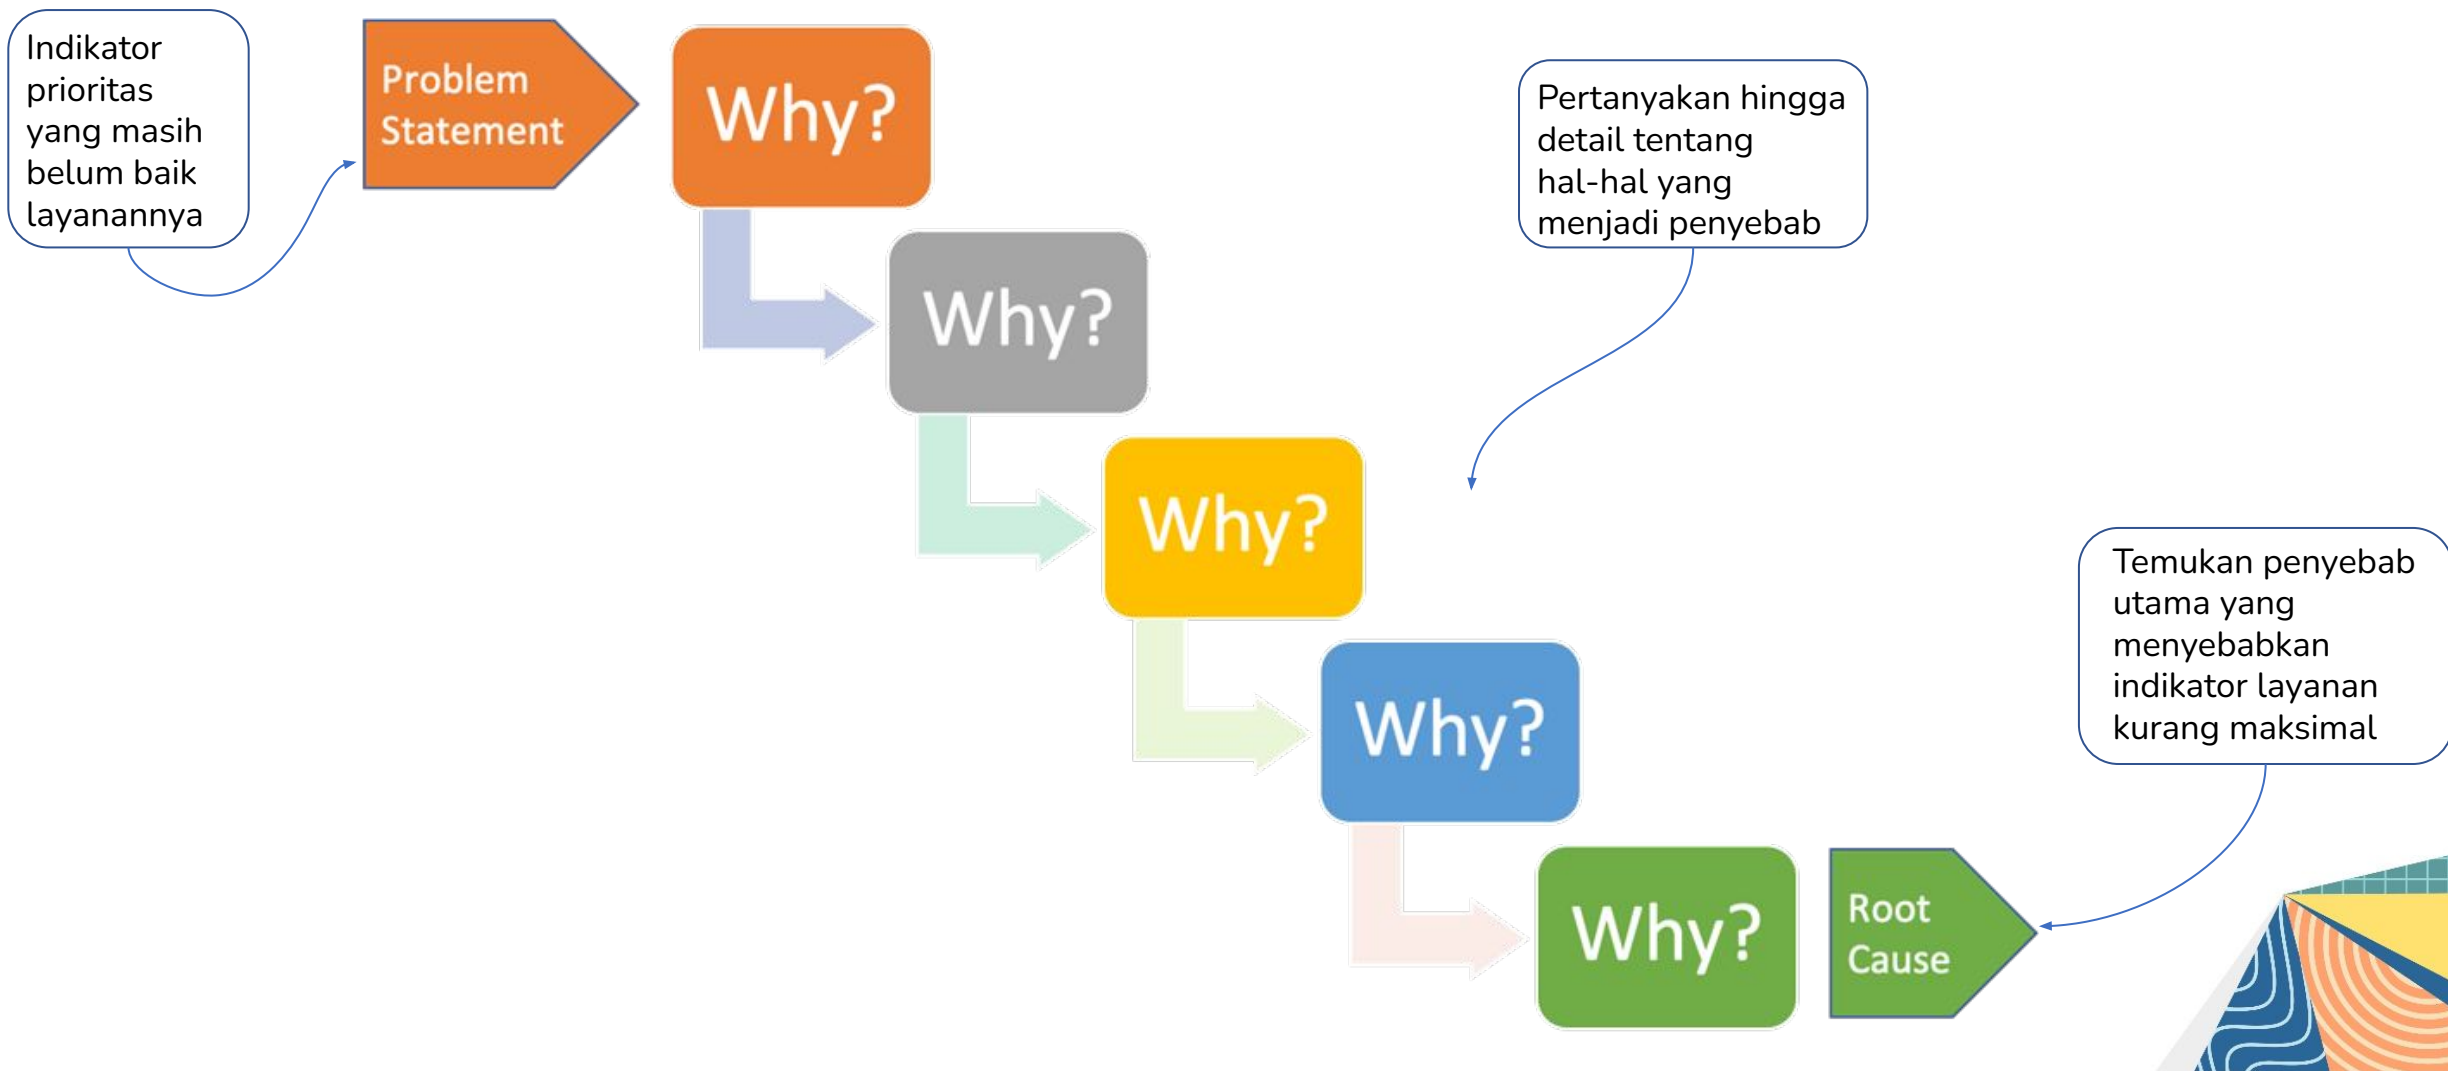 Indikator
prioritas
yang masih
belum baik
layanannya
Problem
Statement
Why?
Pertanyakan hingga
detail tentang
hal-hal yang
menjadi penyebab
Why?
Why?
Why?
Temukan penyebab
utama yang
menyebabkan
indikator layanan
kurang maksimal
Why?
Root
Cause